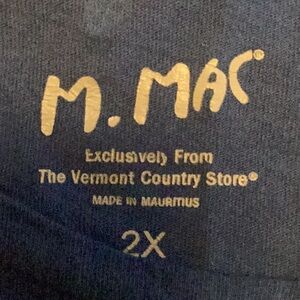 M. MAC®
Exclusively From
The Vermont Country Store®
MADE IN MAURITIUS
2X